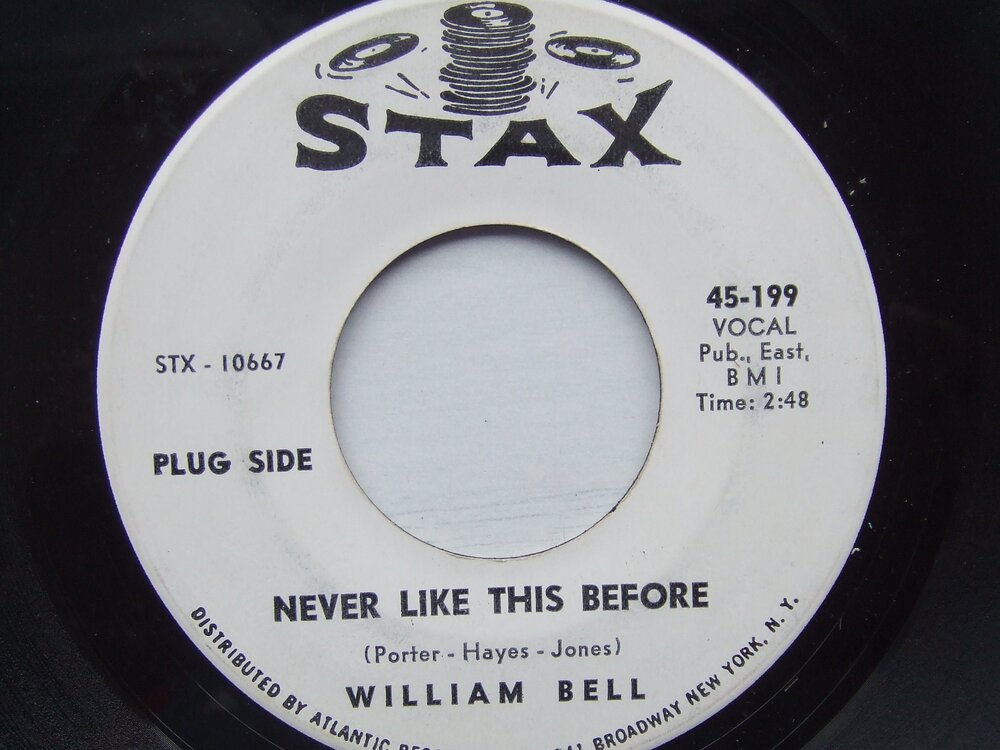 STAX
45-199
VOCAL
Pub., East,
BMI
Time: 2:48
STX - 10667
PLUG SIDE
NEVER LIKE THIS BEFORE
(Porter - Hayes - Jones)
WILLIAM BELL
DISTRIBUTED BY ATLANTIC BROADWAY NEW YORK, N. Y.